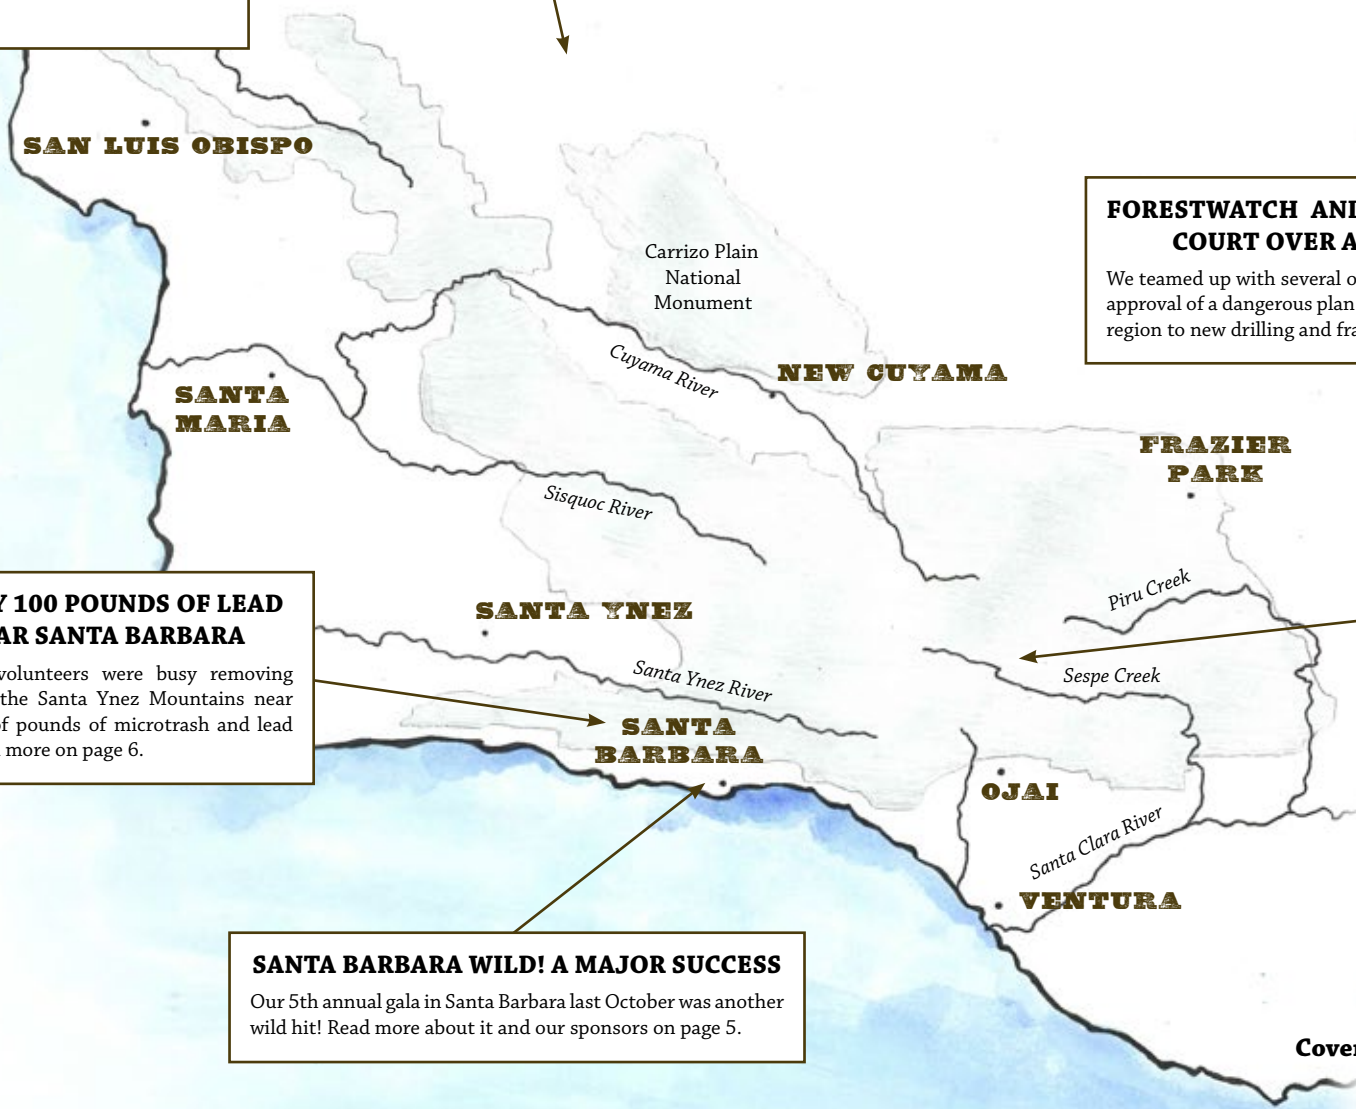 SAN LUIS OBISPO
Carrizo Plain
National
Monument
FORESTWATCH AND
COURT OVER A
We teamed up with several o
approval of a dangerous plan
region to new drilling and fra
Cuyama River
NEW CUYAMA
SANTA
MARIA
FRAZIER
PARK
Sisquoc River
Piru Creek
Y 100 POUNDS OF LEAD
AR SANTA BARBARA
volunteers were busy removing
the Santa Ynez Mountains near
of pounds of microtrash and lead
more on page 6.
SANTA YNEZ
Santa Ynez River
Sespe Creek
SANTA
BARBARA
OJAI
Santa Clara River
VENTURA
SANTA BARBARA WILD! A MAJOR SUCCESS
Our 5th annual gala in Santa Barbara last October was another
wild hit! Read more about it and our sponsors on page 5.
Cover